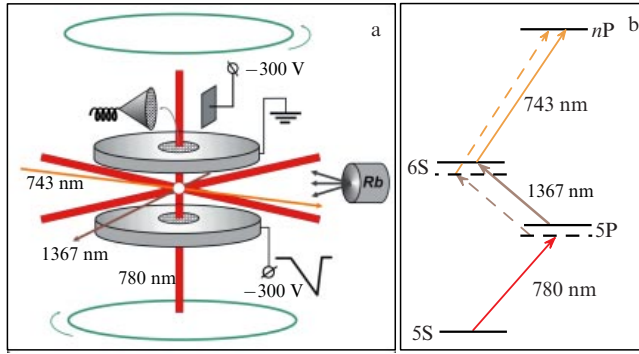 a
−300 V
743 nm
Rb
1367 nm
780 nm
−300 V
b
nP
743 nm
6S
1367 nm
5P
780 nm
5S